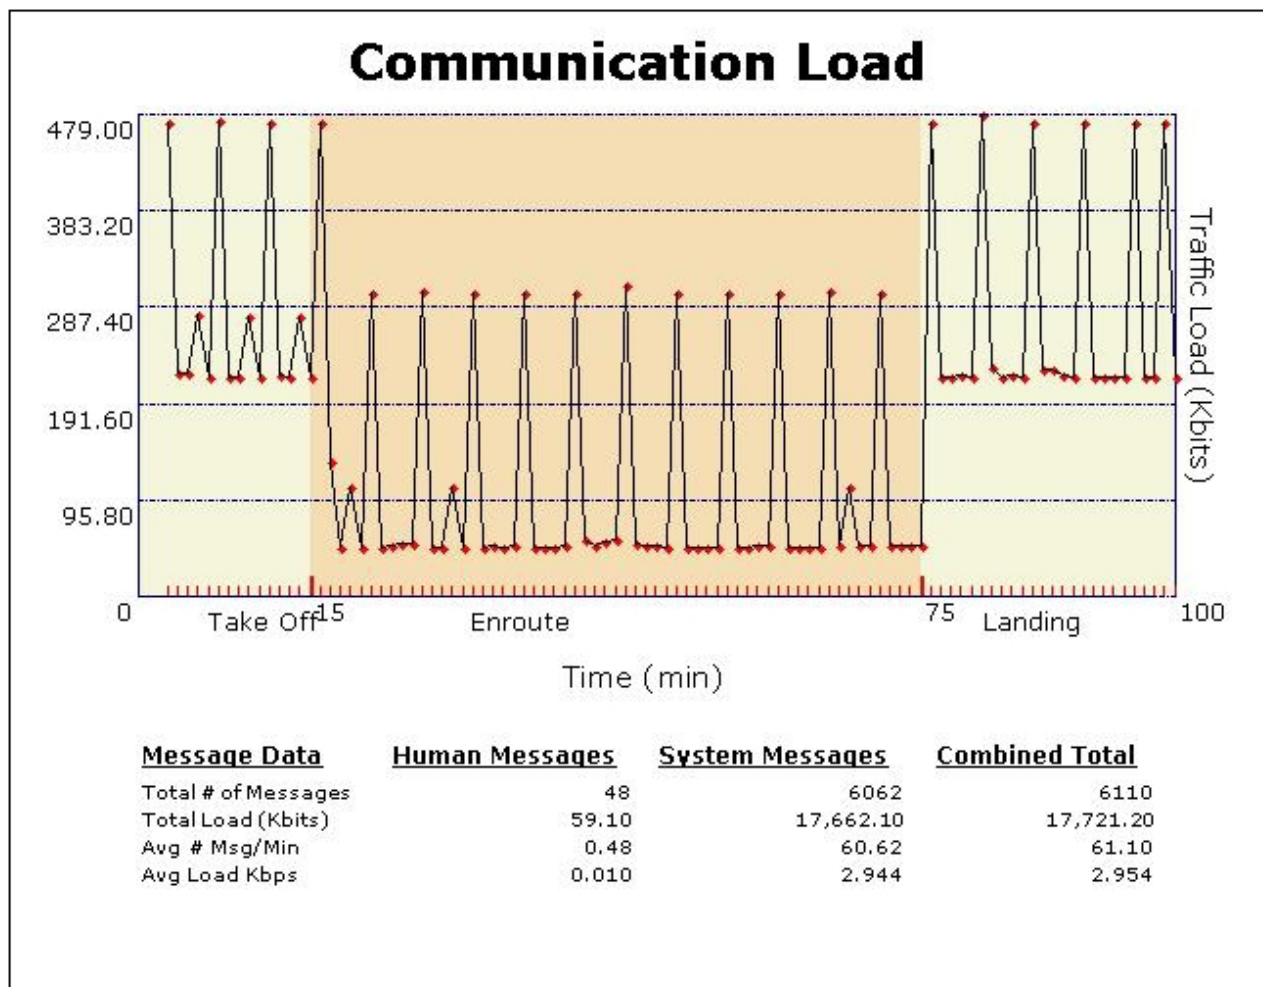 Communication Load
479.00
383.20
287.40
191.60
95.80
Traffic Load (Kbits)
0 Take Off 15 Enroute 75 Landing 100
Time (min)
Message Data Human Messages System Messages Combined Total
Total # of Messages 48 6062 6110
Total Load (Kbits) 59.10 17,662.10 17,721.20
Avg # Msg/Min 0.48 60.62 61.10
Avg Load Kbps 0.010 2.944 2.954